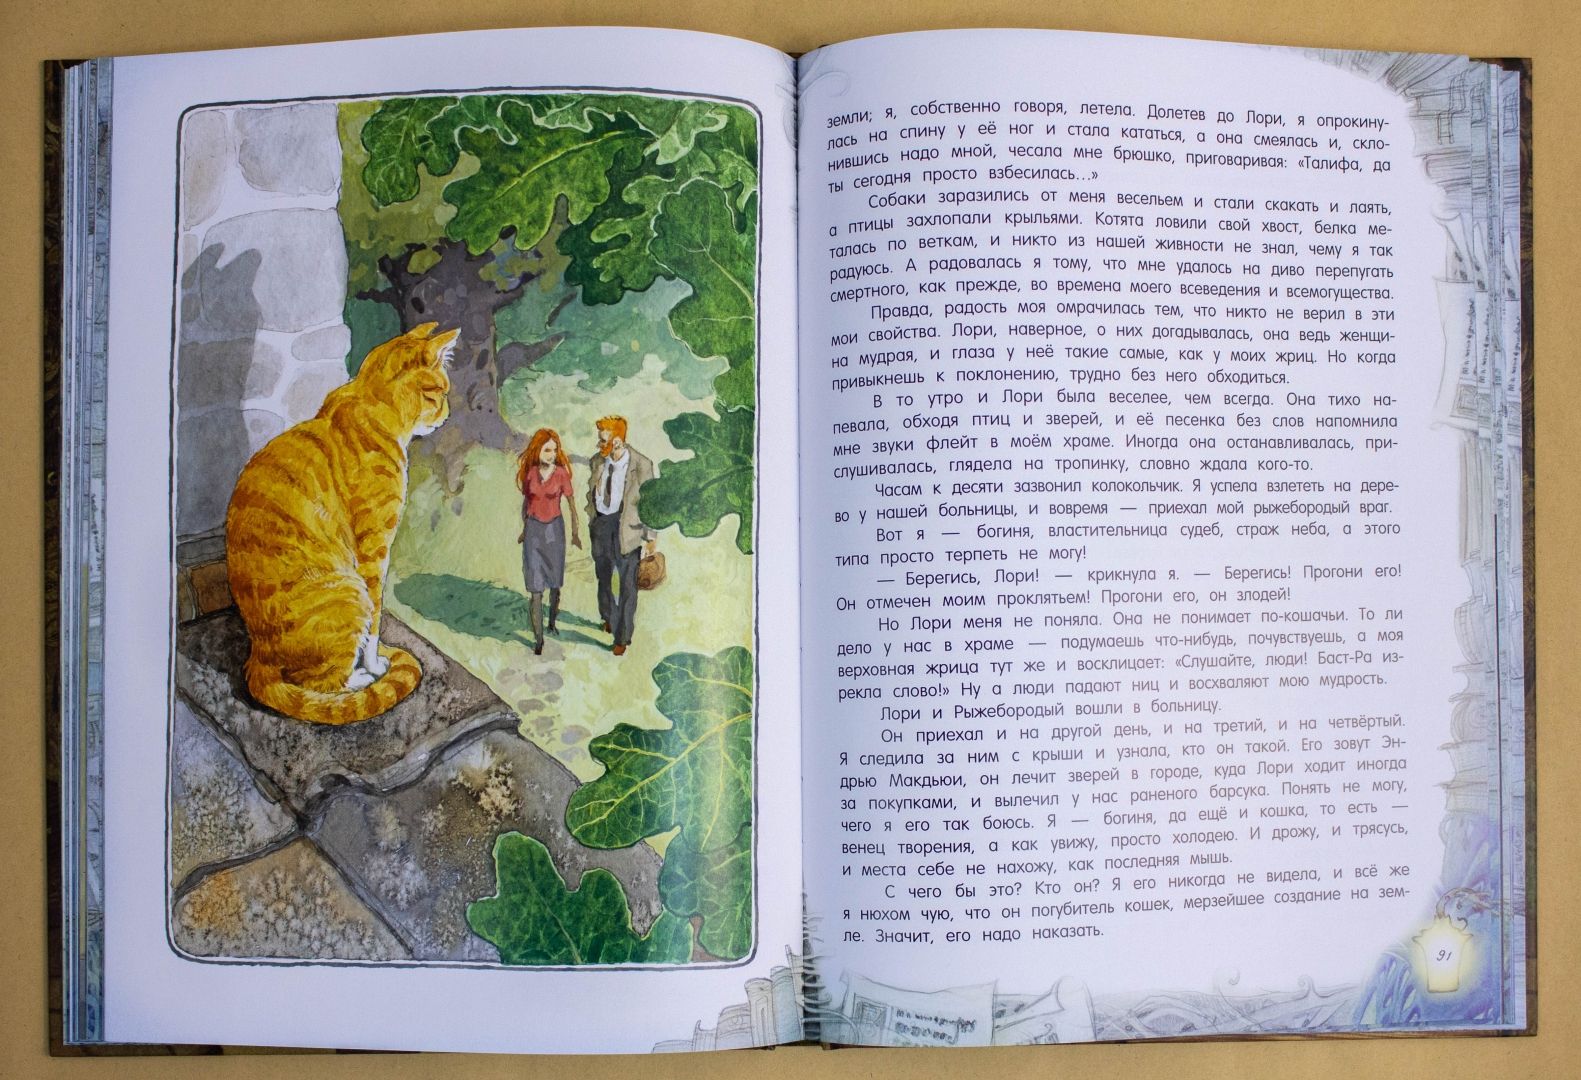 земли; я, собственно говоря, летела. Долетев до Лори, я опрокину-
лась на спину у её ног и стала кататься, а она смеялась и, скло-
нившись надо мной, чесала мне брюшко, приговаривая: «Талифа, да
ты сегодня просто взбесилась...»
Собаки заразились от меня весельем и стали скакать и лаять,
а птицы захлопали крыльями. Котята ловили свой хвост, белка ме-
талась по веткам, и никто из нашей живности не знал, чему я так
радуюсь. А радовалась я тому, что мне удалось на диво перепугать
смертного, как прежде, во времена моего всеведения и всемогущества.
Правда, радость моя омрачилась тем, что никто не верил в эти
мои свойства. Лори, наверное, о них догадывалась, она ведь женщи-
на мудрая, и глаза у неё такие самые, как у моих жриц. Но когда
привыкнешь к поклонению, трудно без него обходиться.
В то утро и Лори была веселее, чем всегда. Она тихо на-
певала, обходя птиц и зверей, и её песенка без слов напомнила
мне звуки флейт в моём храме. Иногда она останавливалась, при-
слушивалась, глядела на тропинку, словно ждала кого-то.
Часам к десяти зазвонил колокольчик. Я успела взлететь на дере-
во у нашей больницы, и вовремя — приехал мой рыжебородый враг.
Вот я — богиня, властительница судеб, страж неба, а этого
типа просто терпеть не могу!
— Берегись, Лори! — крикнула я. — Берегись! Прогони его!
Он отмечен моим проклятьем! Прогони его, он злодей!
Но Лори меня не поняла. Она не понимает по-кошачьи. То ли
дело у нас в храме — подумаешь что-нибудь, почувствуешь, а моя
верховная жрица тут же и восклицает: «Слушайте, люди! Баст-Ра из-
рекла слово!» Ну а люди падают ниц и восхваляют мою мудрость.
Лори и Рыжебородый вошли в больницу.
Он приехал и на другой день, и на третий, и на четвёртый.
Я следила за ним с крыши и узнала, кто он такой. Его зовут Эн-
дрью Макдьюи, он лечит зверей в городе, куда Лори ходит иногда
за покупками, и вылечил у нас раненого барсука. Понять не могу,
чего я его так боюсь. Я — богиня, да ещё и кошка, то есть —
венец творения, а как увижу, просто холодею. И дрожу, и трясусь,
и места себе не нахожу, как последняя мышь.
С чего бы это? Кто он? Я его никогда не видела, и всё же
я нюхом чую, что он погубитель кошек, мерзейшее создание на зем-
ле. Значит, его надо наказать.
91